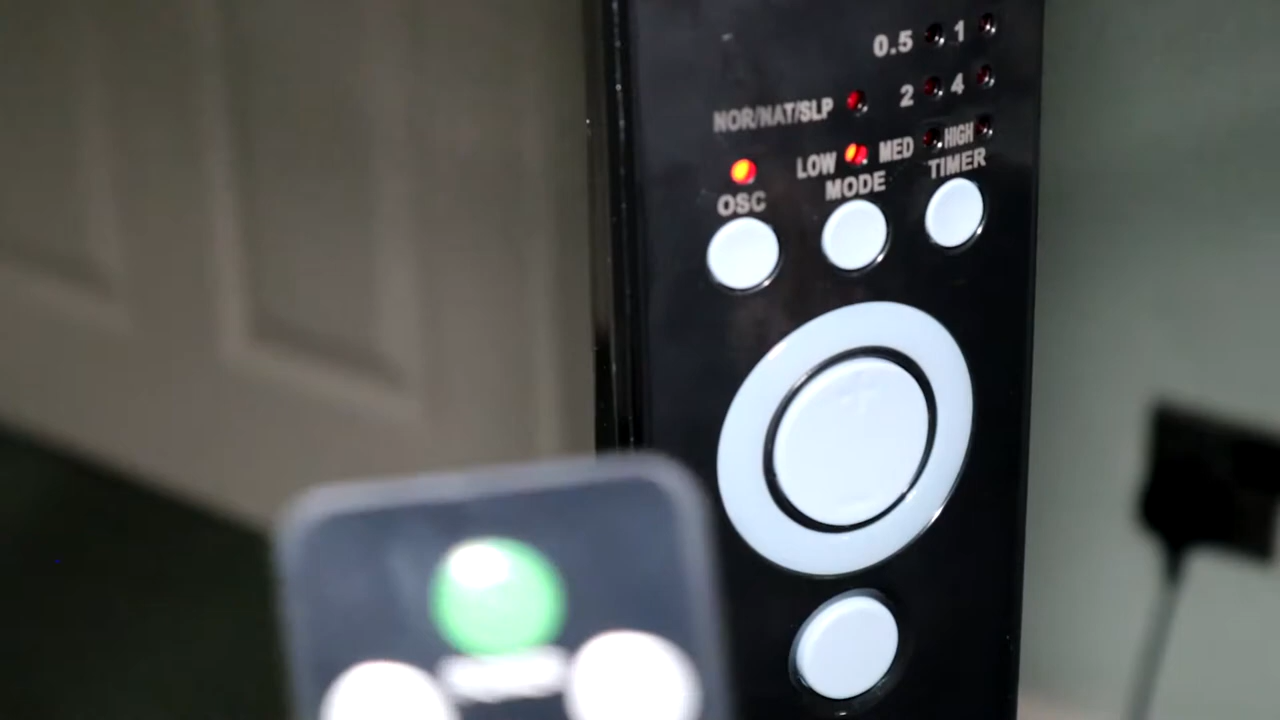 0.5 1
2 4
NOR/NAT/SLP
LOW MED HIGH
OSC MODE TIMER